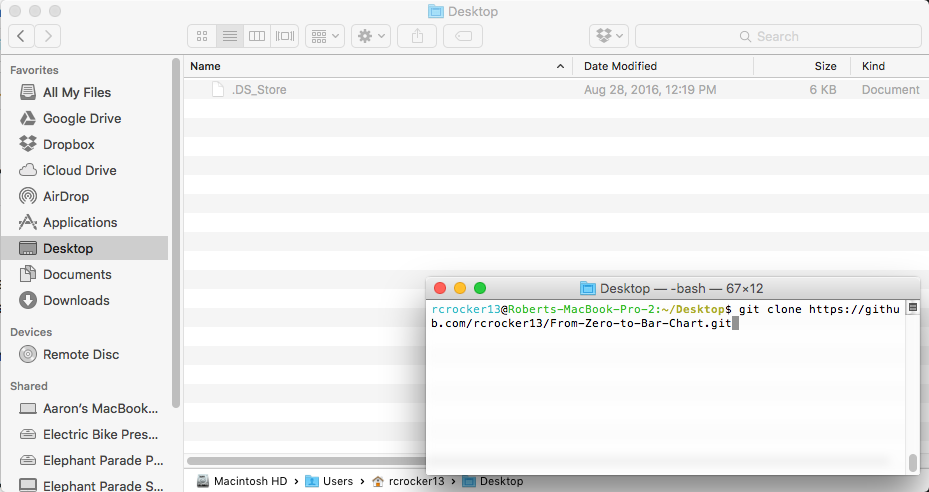 Desktop
Search
Favorites
All My Files
Google Drive
Dropbox
iCloud Drive
AirDrop
Applications
Desktop
Documents
Downloads
Devices
Remote Disc
Shared
Aaron's MacBook...
Electric Bike Pres...
Elephant Parade P...
Elephant Parade S...
Name Date Modified Size Kind
.DS_Store Aug 28, 2016, 12:19 PM 6 KB Document
Desktop — -bash — 67×12
rcrocker13@Roberts-MacBook-Pro-2:~/Desktop$ git clone https://githu
b.com/rcrocker13/From-Zero-to-Bar-Chart.git
Macintosh HD › Users › rcrocker13 › Desktop